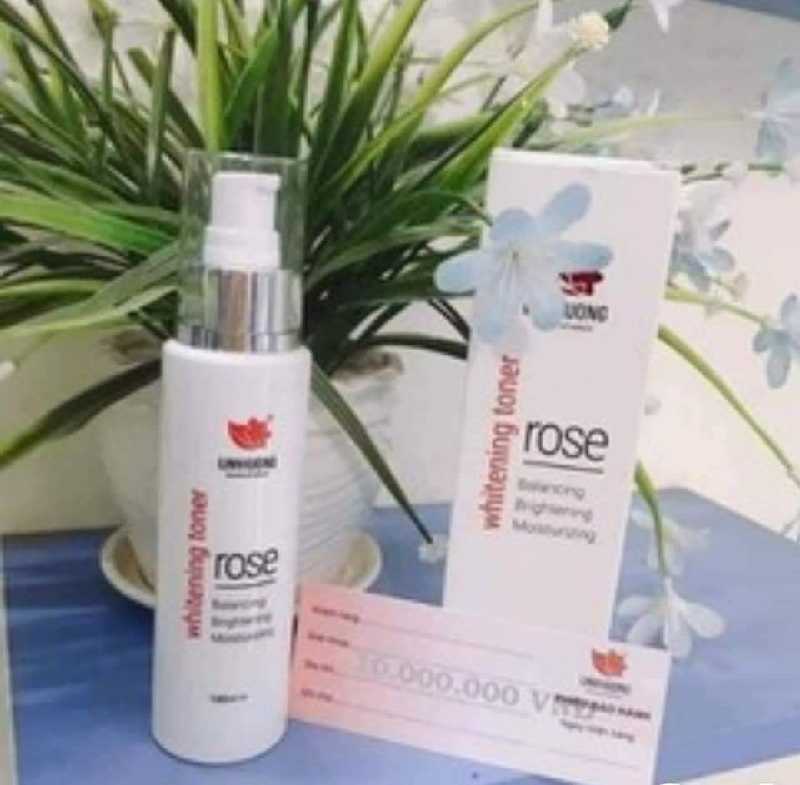 LINHHUONG
whitening toner
rose
Balancing
Brightening
Moisturizing
UONG
whitening toner
rose
Balancing
Brightening
Moisturizing
10.000.000 VND
LINHHUONG
PHIẾU BẢO HÀNH